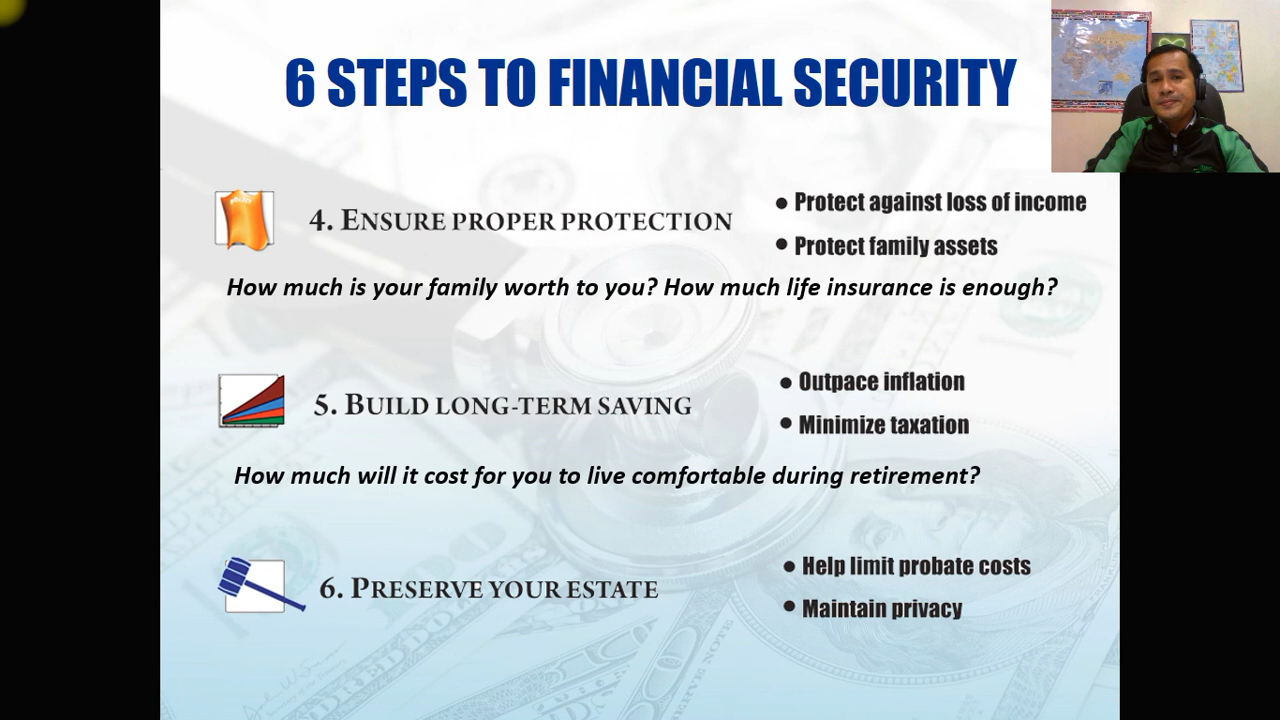 6 STEPS TO FINANCIAL SECURITY
4. ENSURE PROPER PROTECTION
• Protect against loss of income
• Protect family assets
How much is your family worth to you? How much life insurance is enough?
5. BUILD LONG-TERM SAVING
• Outpace inflation
• Minimize taxation
How much will it cost for you to live comfortable during retirement?
6. PRESERVE YOUR ESTATE
• Help limit probate costs
• Maintain privacy